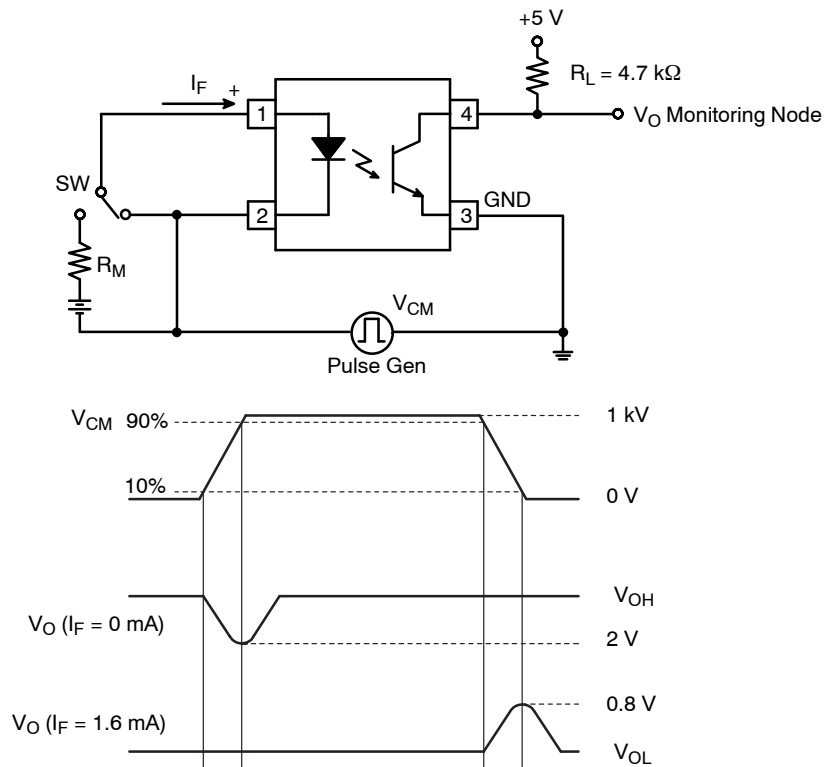 +5 V
R_L = 4.7 kΩ
I_F +
1
4
V_O Monitoring Node
SW
2
3
GND
R_M
V_CM
Pulse Gen
V_CM 90%
1 kV
10%
0 V
V_OH
V_O (I_F = 0 mA)
2 V
0.8 V
V_O (I_F = 1.6 mA)
V_OL